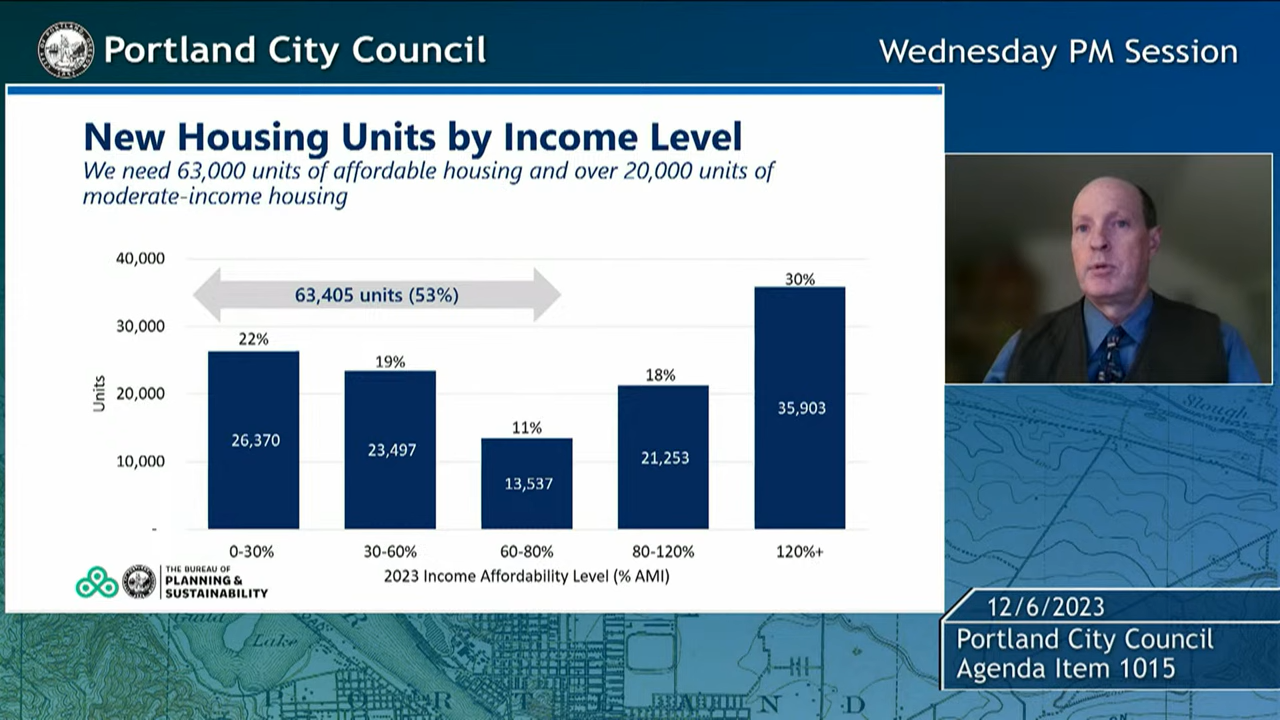 Portland City Council
Wednesday PM Session
New Housing Units by Income Level
We need 63,000 units of affordable housing and over 20,000 units of
moderate-income housing
Units
40,000
30,000
20,000
10,000
-
63,405 units (53%)
22%
26,370
19%
23,497
11%
13,537
18%
21,253
30%
35,903
0-30%
30-60%
60-80%
80-120%
120%+
2023 Income Affordability Level (% AMI)
THE BUREAU OF
PLANNING &
SUSTAINABILITY
Slough
12/6/2023
Portland City Council
Agenda Item 1015
Guild
Lake
P O R T L A N D